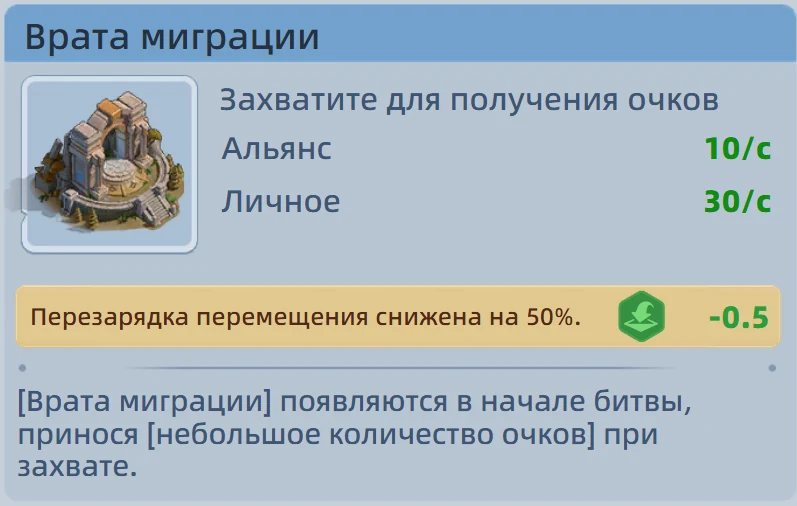 Врата миграции
Захватите для получения очков
Альянс 10/с
Личное 30/с
Перезарядка перемещения снижена на 50%. -0.5
[Врата миграции] появляются в начале битвы,
принося [небольшое количество очков] при
захвате.